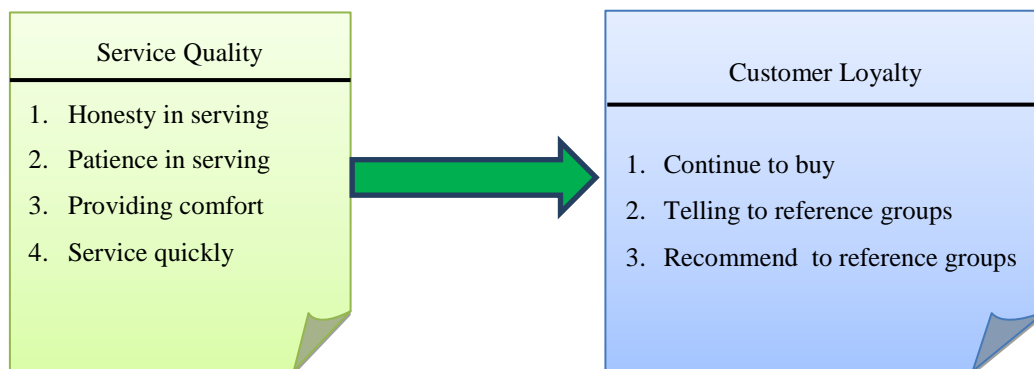 Service Quality
1. Honesty in serving
2. Patience in serving
3. Providing comfort
4. Service quickly
Customer Loyalty
1. Continue to buy
2. Telling to reference groups
3. Recommend  to reference groups